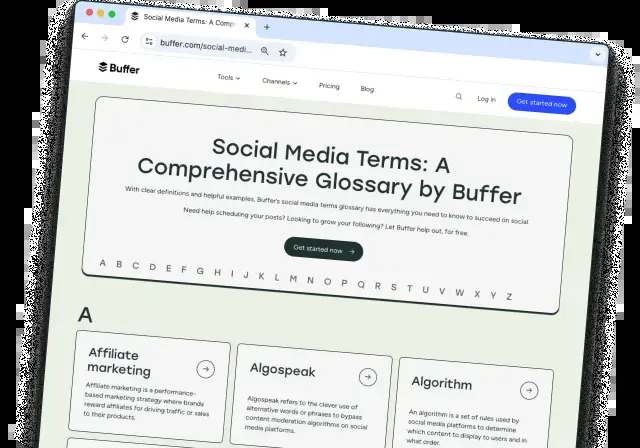 Social Media Terms: A Comp
buffer.com/social-medi...
Buffer
Tools
Channels
Pricing
Blog
Log in
Get started now
Social Media Terms: A
Comprehensive Glossary by Buffer
With clear definitions and helpful examples, Buffer's social media terms glossary has everything you need to know to succeed on social.
Need help scheduling your posts? Looking to grow your following? Let Buffer help out, for free.
Get started now →
A B C D E F G H I J K L M N O P Q R S T U V W X Y Z
A
Affiliate
marketing
Affiliate marketing is a performance-
based marketing strategy where brands
reward affiliates for driving traffic or sales
to their products.
Algospeak
Algospeak refers to the clever use of
alternative words or phrases to bypass
content moderation algorithms on social
media platforms.
Algorithm
An algorithm is a set of rules used by
social media platforms to determine
which content to display to users and in
what order.